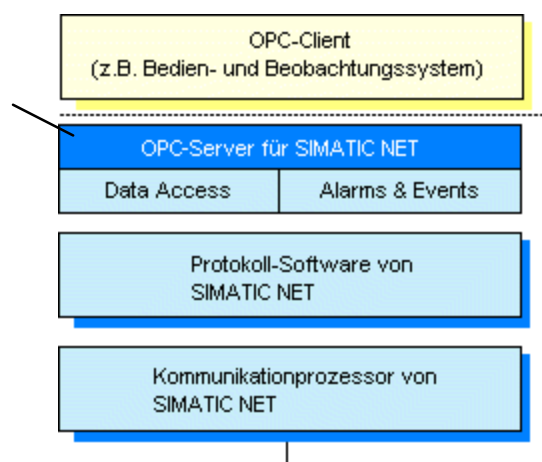 OPC-Client
(z.B. Bedien- und Beobachtungssystem)
OPC-Server für SIMATIC NET
Data Access
Alarms & Events
Protokoll-Software von
SIMATIC NET
Kommunikationprozessor von
SIMATIC NET